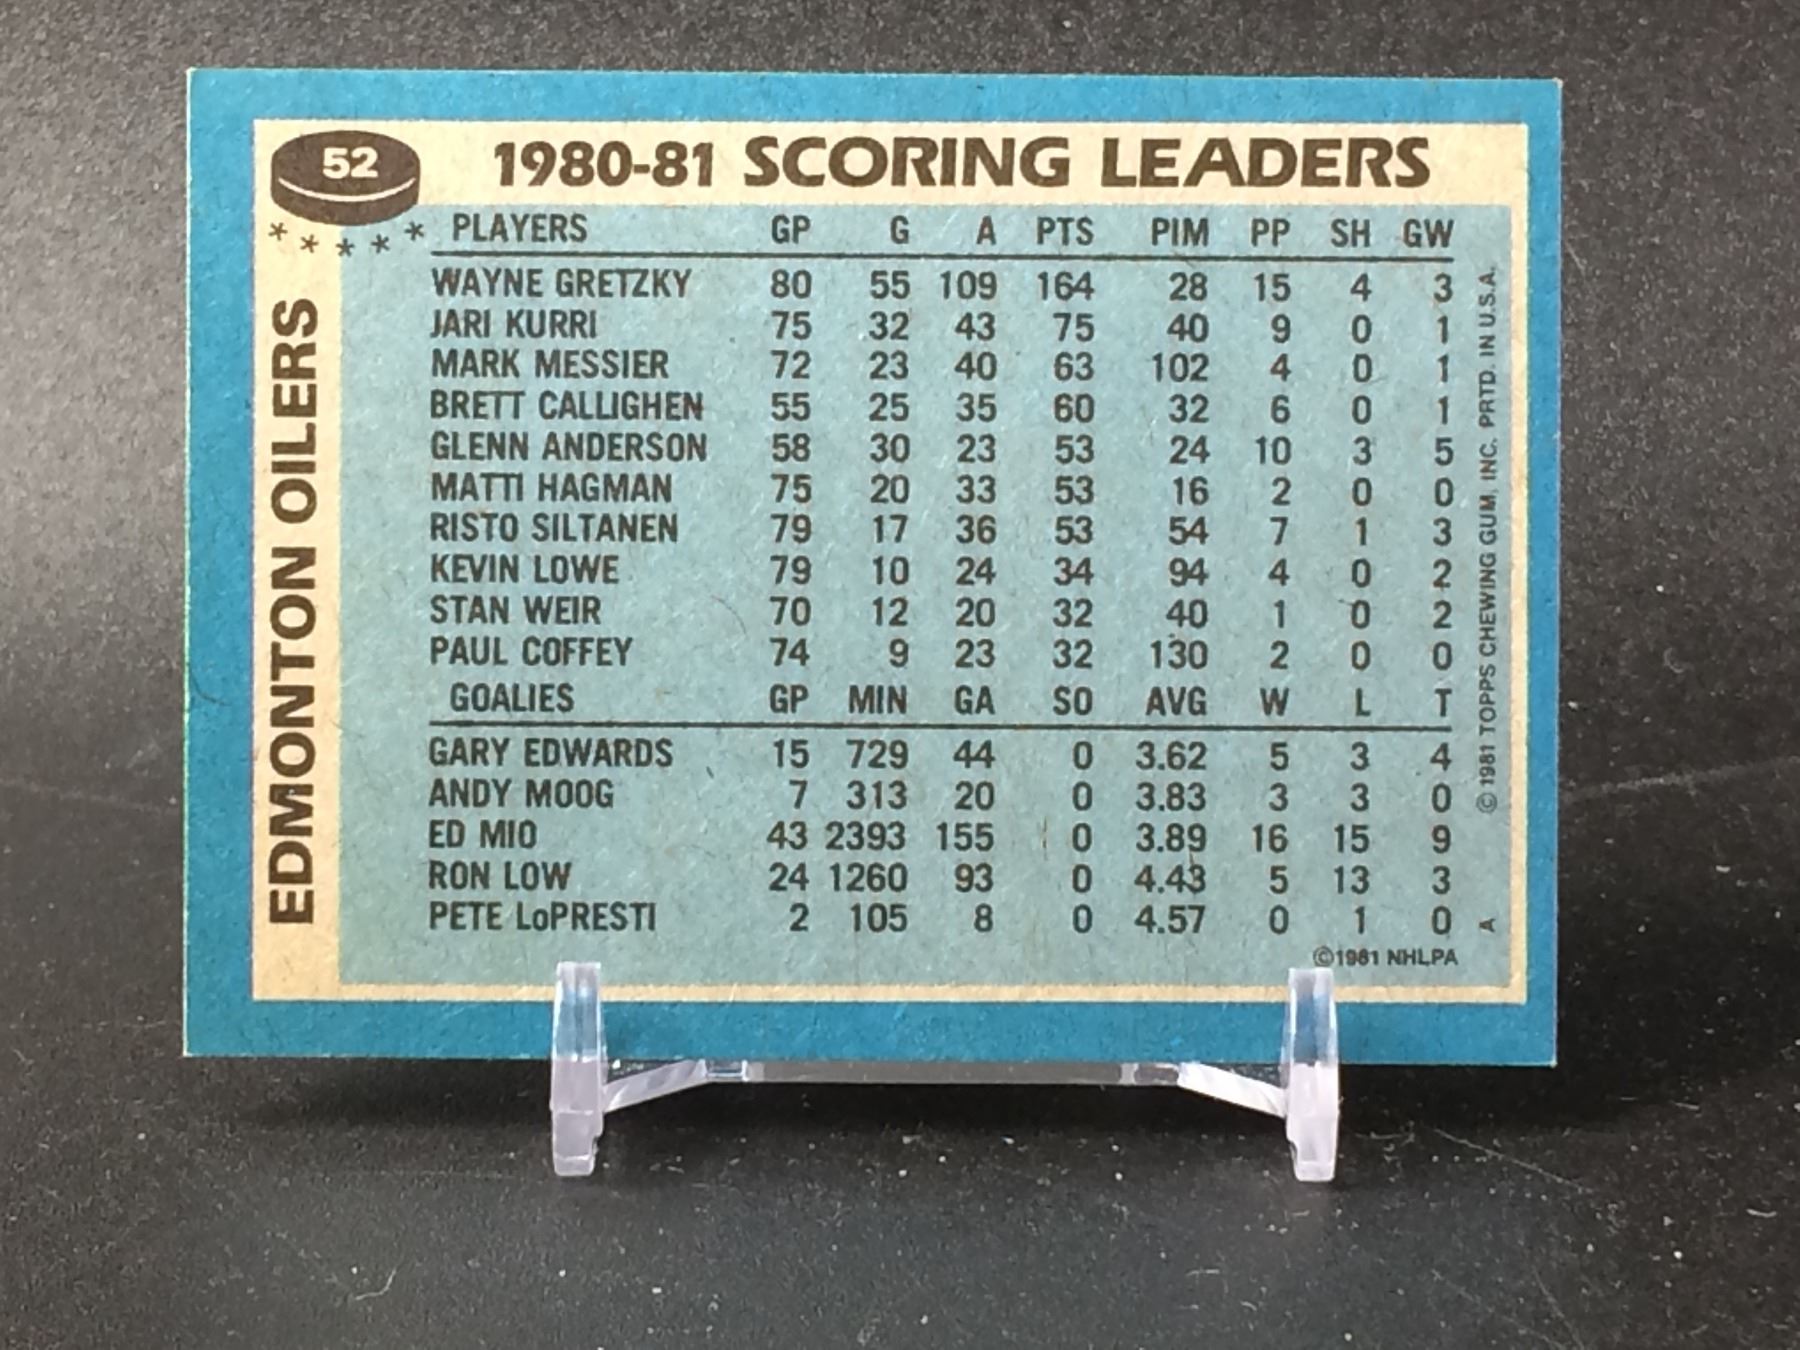 52
1980-81 SCORING LEADERS
* * * * *
EDMONTON OILERS
PLAYERS GP G A PTS PIM PP SH GW
WAYNE GRETZKY 80 55 109 164 28 15 4 3
JARI KURRI 75 32 43 75 40 9 0 1
MARK MESSIER 72 23 40 63 102 4 0 1
BRETT CALLIGHEN 55 25 35 60 32 6 0 1
GLENN ANDERSON 58 30 23 53 24 10 3 5
MATTI HAGMAN 75 20 33 53 16 2 0 0
RISTO SILTANEN 79 17 36 53 54 7 1 3
KEVIN LOWE 79 10 24 34 94 4 0 2
STAN WEIR 70 12 20 32 40 1 0 2
PAUL COFFEY 74 9 23 32 130 2 0 0
GOALIES GP MIN GA SO AVG W L T
GARY EDWARDS 15 729 44 0 3.62 5 3 4
ANDY MOOG 7 313 20 0 3.83 3 3 0
ED MIO 43 2393 155 0 3.89 16 15 9
RON LOW 24 1260 93 0 4.43 5 13 3
PETE LoPRESTI 2 105 8 0 4.57 0 1 0
©1981 NHLPA
A
©1981 TOPPS CHEWING GUM, INC. PRTD. IN U.S.A.